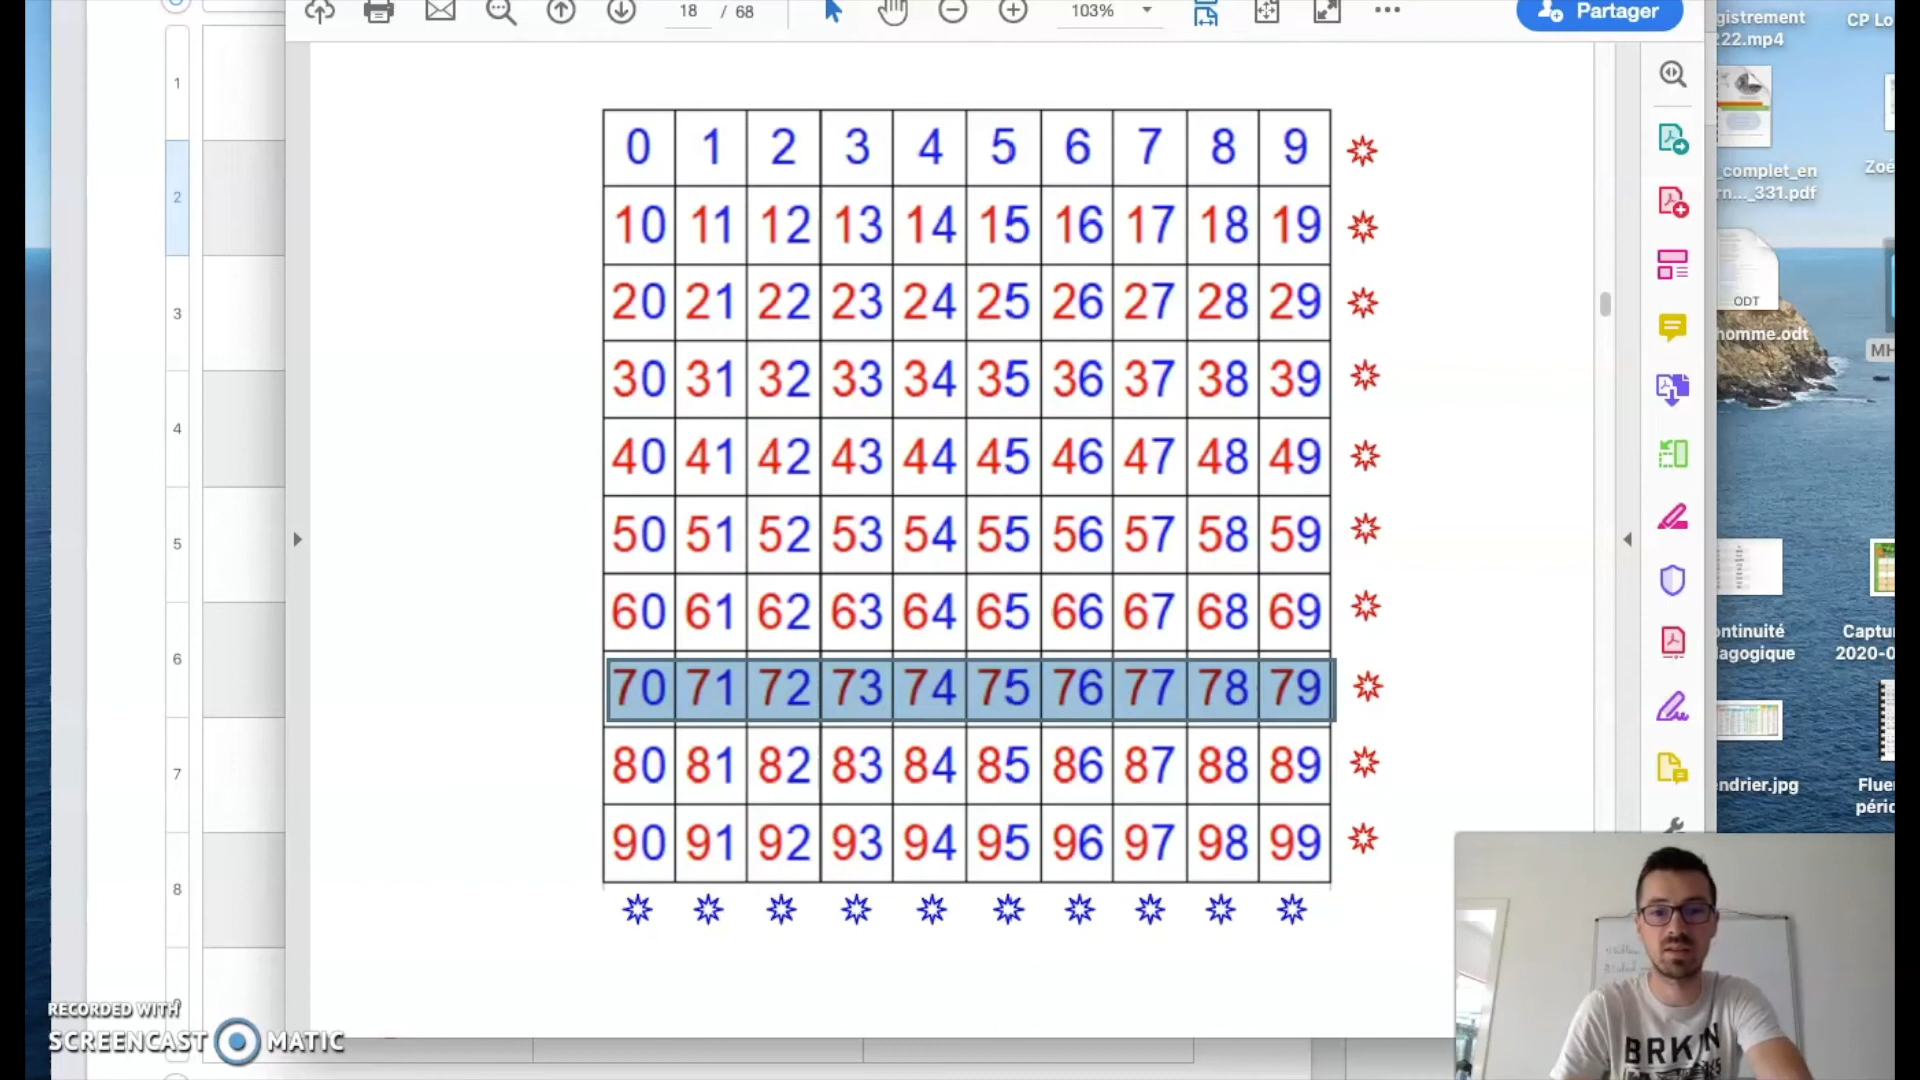 18 / 68
103%
Partager
gistrement
222.mp4
CP Lo
1
2
3
4
5
6
7
8
0 1 2 3 4 5 6 7 8 9
10 11 12 13 14 15 16 17 18 19
20 21 22 23 24 25 26 27 28 29
30 31 32 33 34 35 36 37 38 39
40 41 42 43 44 45 46 47 48 49
50 51 52 53 54 55 56 57 58 59
60 61 62 63 64 65 66 67 68 69
70 71 72 73 74 75 76 77 78 79
80 81 82 83 84 85 86 87 88 89
90 91 92 93 94 95 96 97 98 99
_complet_en
rn..._331.pdf
Zoé
ODT
homme.odt
MH
ontinuité
lagogique
Captu
2020-0
endrier.jpg
Flue
pério
RECORDED WITH
SCREENCAST MATIC
BRK N